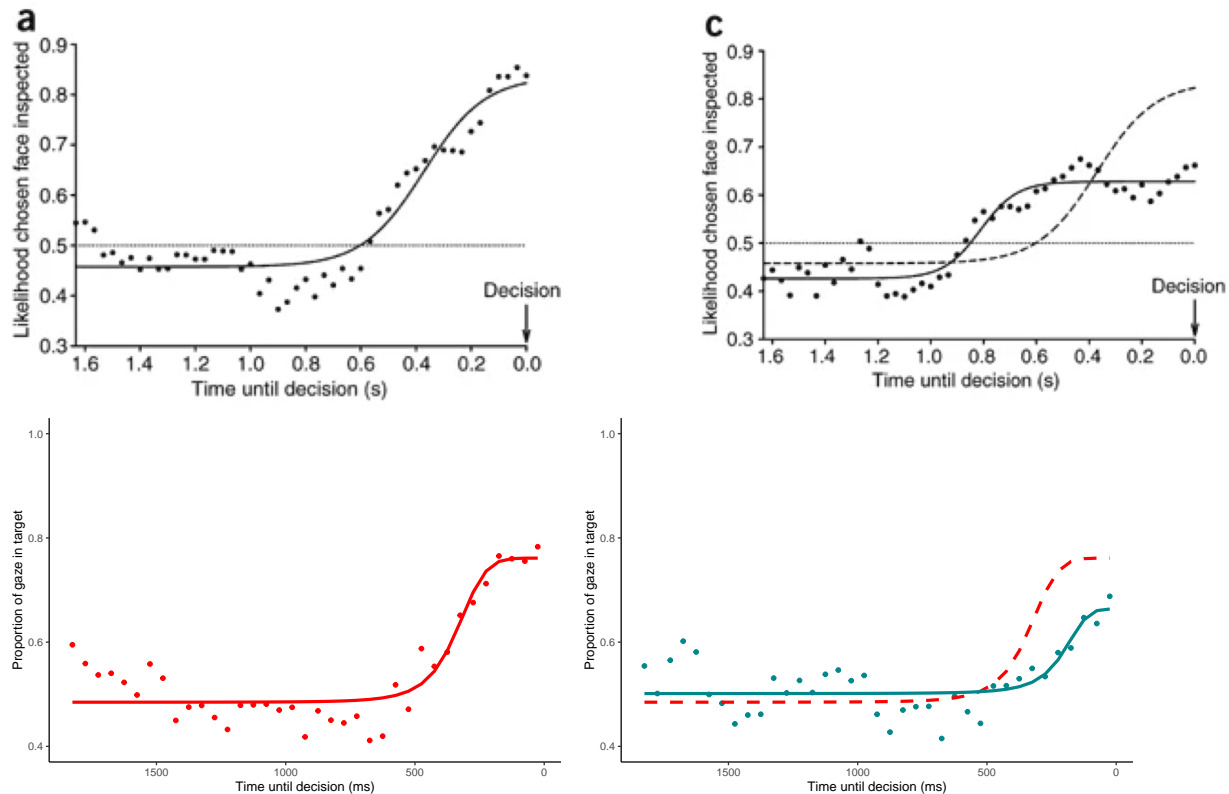 a
Likelihood chosen face inspected
0.9
0.8
0.7
0.6
0.5
0.4
0.3
Decision
1.6 1.4 1.2 1.0 0.8 0.6 0.4 0.2 0.0
Time until decision (s)
c
Likelihood chosen face inspected
0.9
0.8
0.7
0.6
0.5
0.4
0.3
Decision
1.6 1.4 1.2 1.0 0.8 0.6 0.4 0.2 0.0
Time until decision (s)
Proportion of gaze in target
1.0
0.8
0.6
0.4
1500 1000 500 0
Time until decision (ms)
Proportion of gaze in target
1.0
0.8
0.6
0.4
1500 1000 500 0
Time until decision (ms)